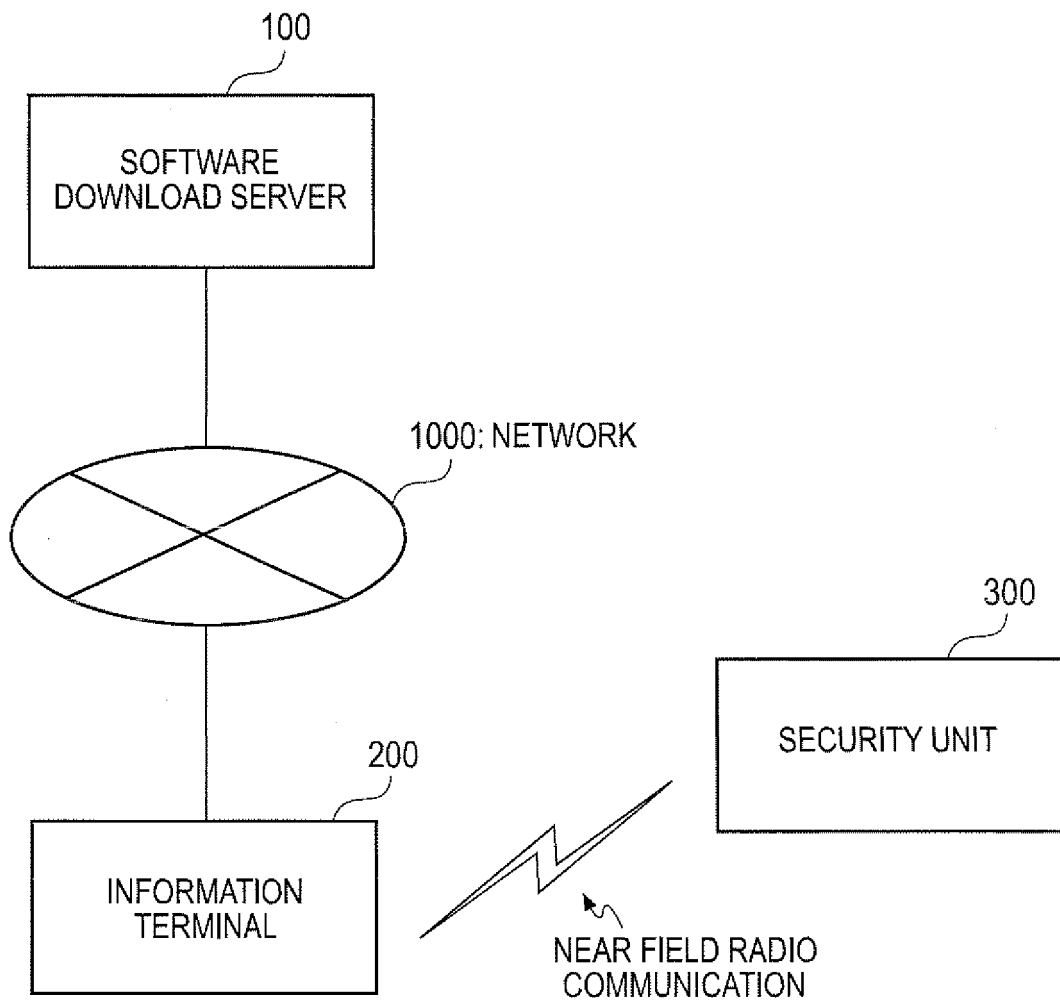 100
SOFTWARE
DOWNLOAD SERVER
1000: NETWORK
300
SECURITY UNIT
200
INFORMATION
TERMINAL
NEAR FIELD RADIO
COMMUNICATION